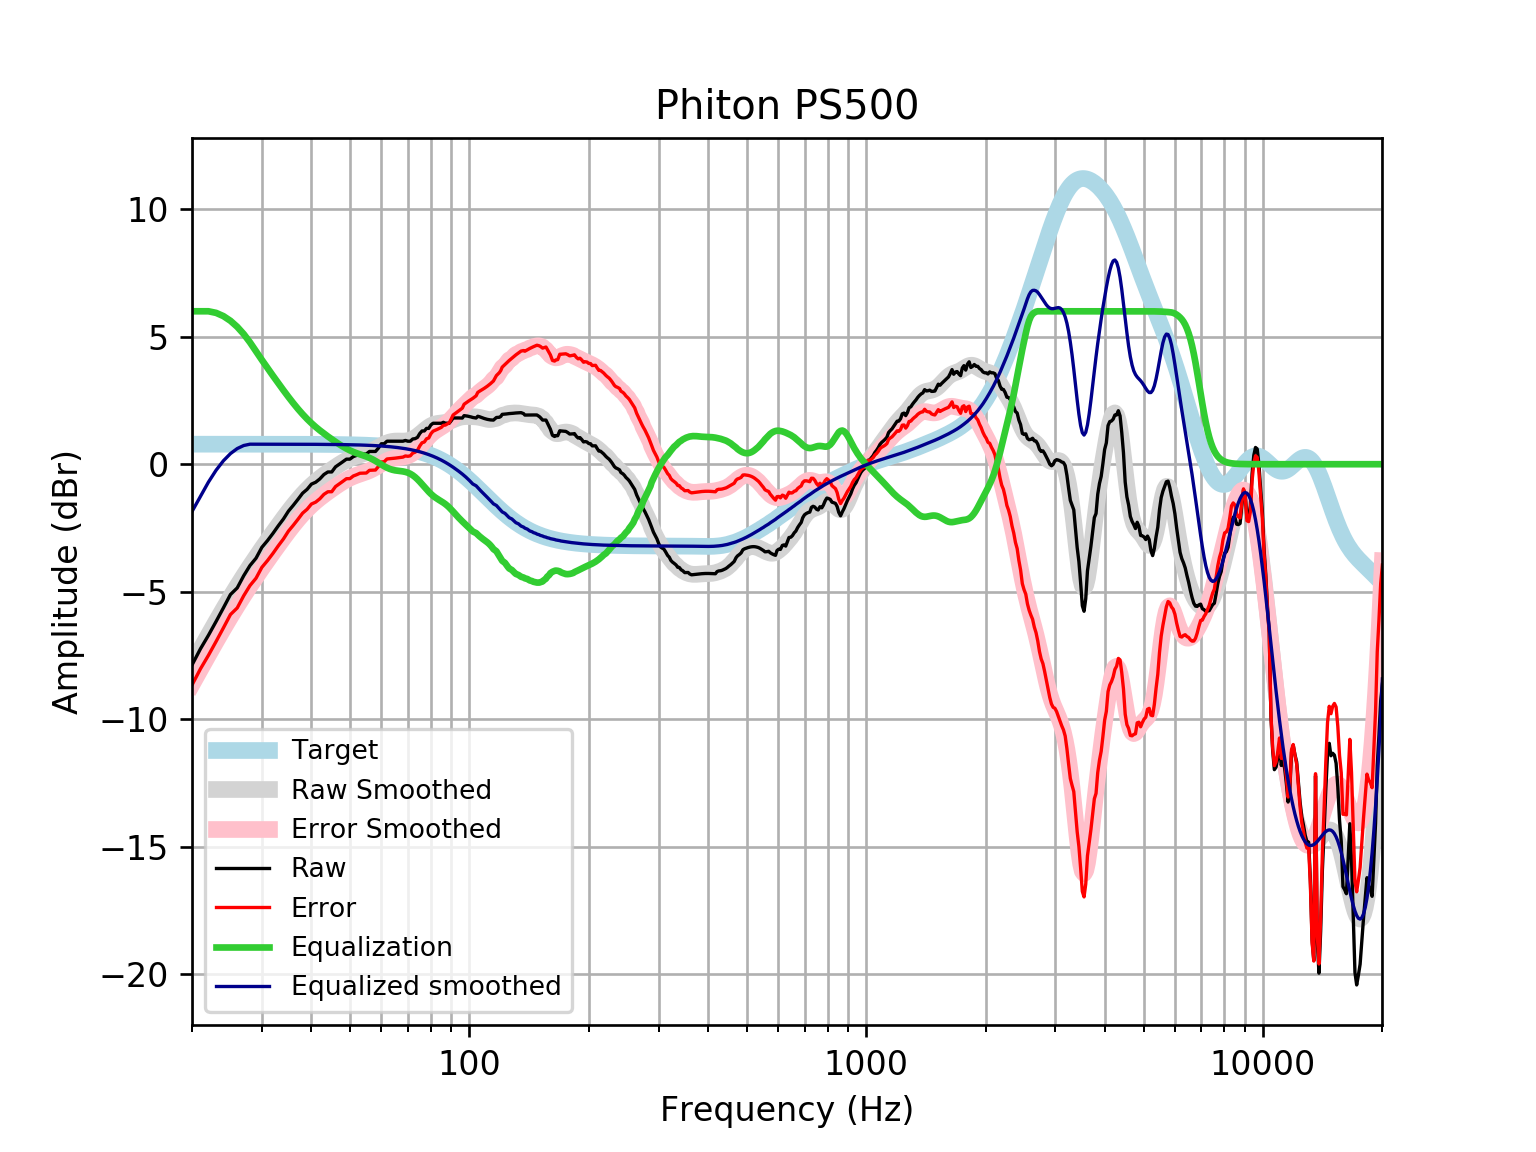 Phiton PS500
Amplitude (dBr)
10
5
0
−5
−10
−15
−20
Target
Raw Smoothed
Error Smoothed
Raw
Error
Equalization
Equalized smoothed
100
1000
10000
Frequency (Hz)